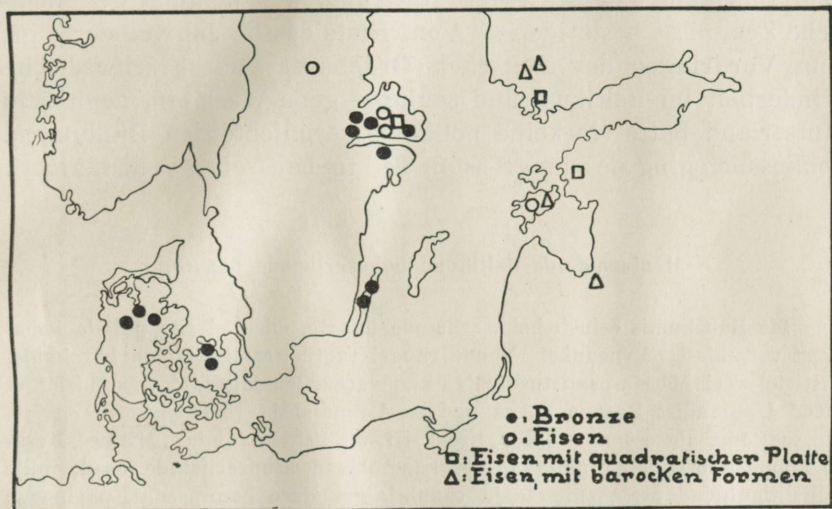 ●: Bronze
○: Eisen
□: Eisen mit quadratischer Platte
△: Eisen, mit barocken Formen